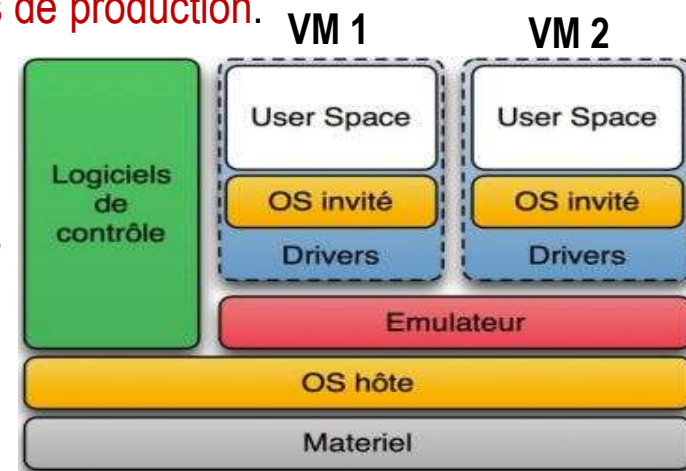 s de production.
VM 1 VM 2
User Space User Space
Logiciels
de
contrôle
OS invité OS invité
Drivers Drivers
Emulateur
OS hôte
Materiel